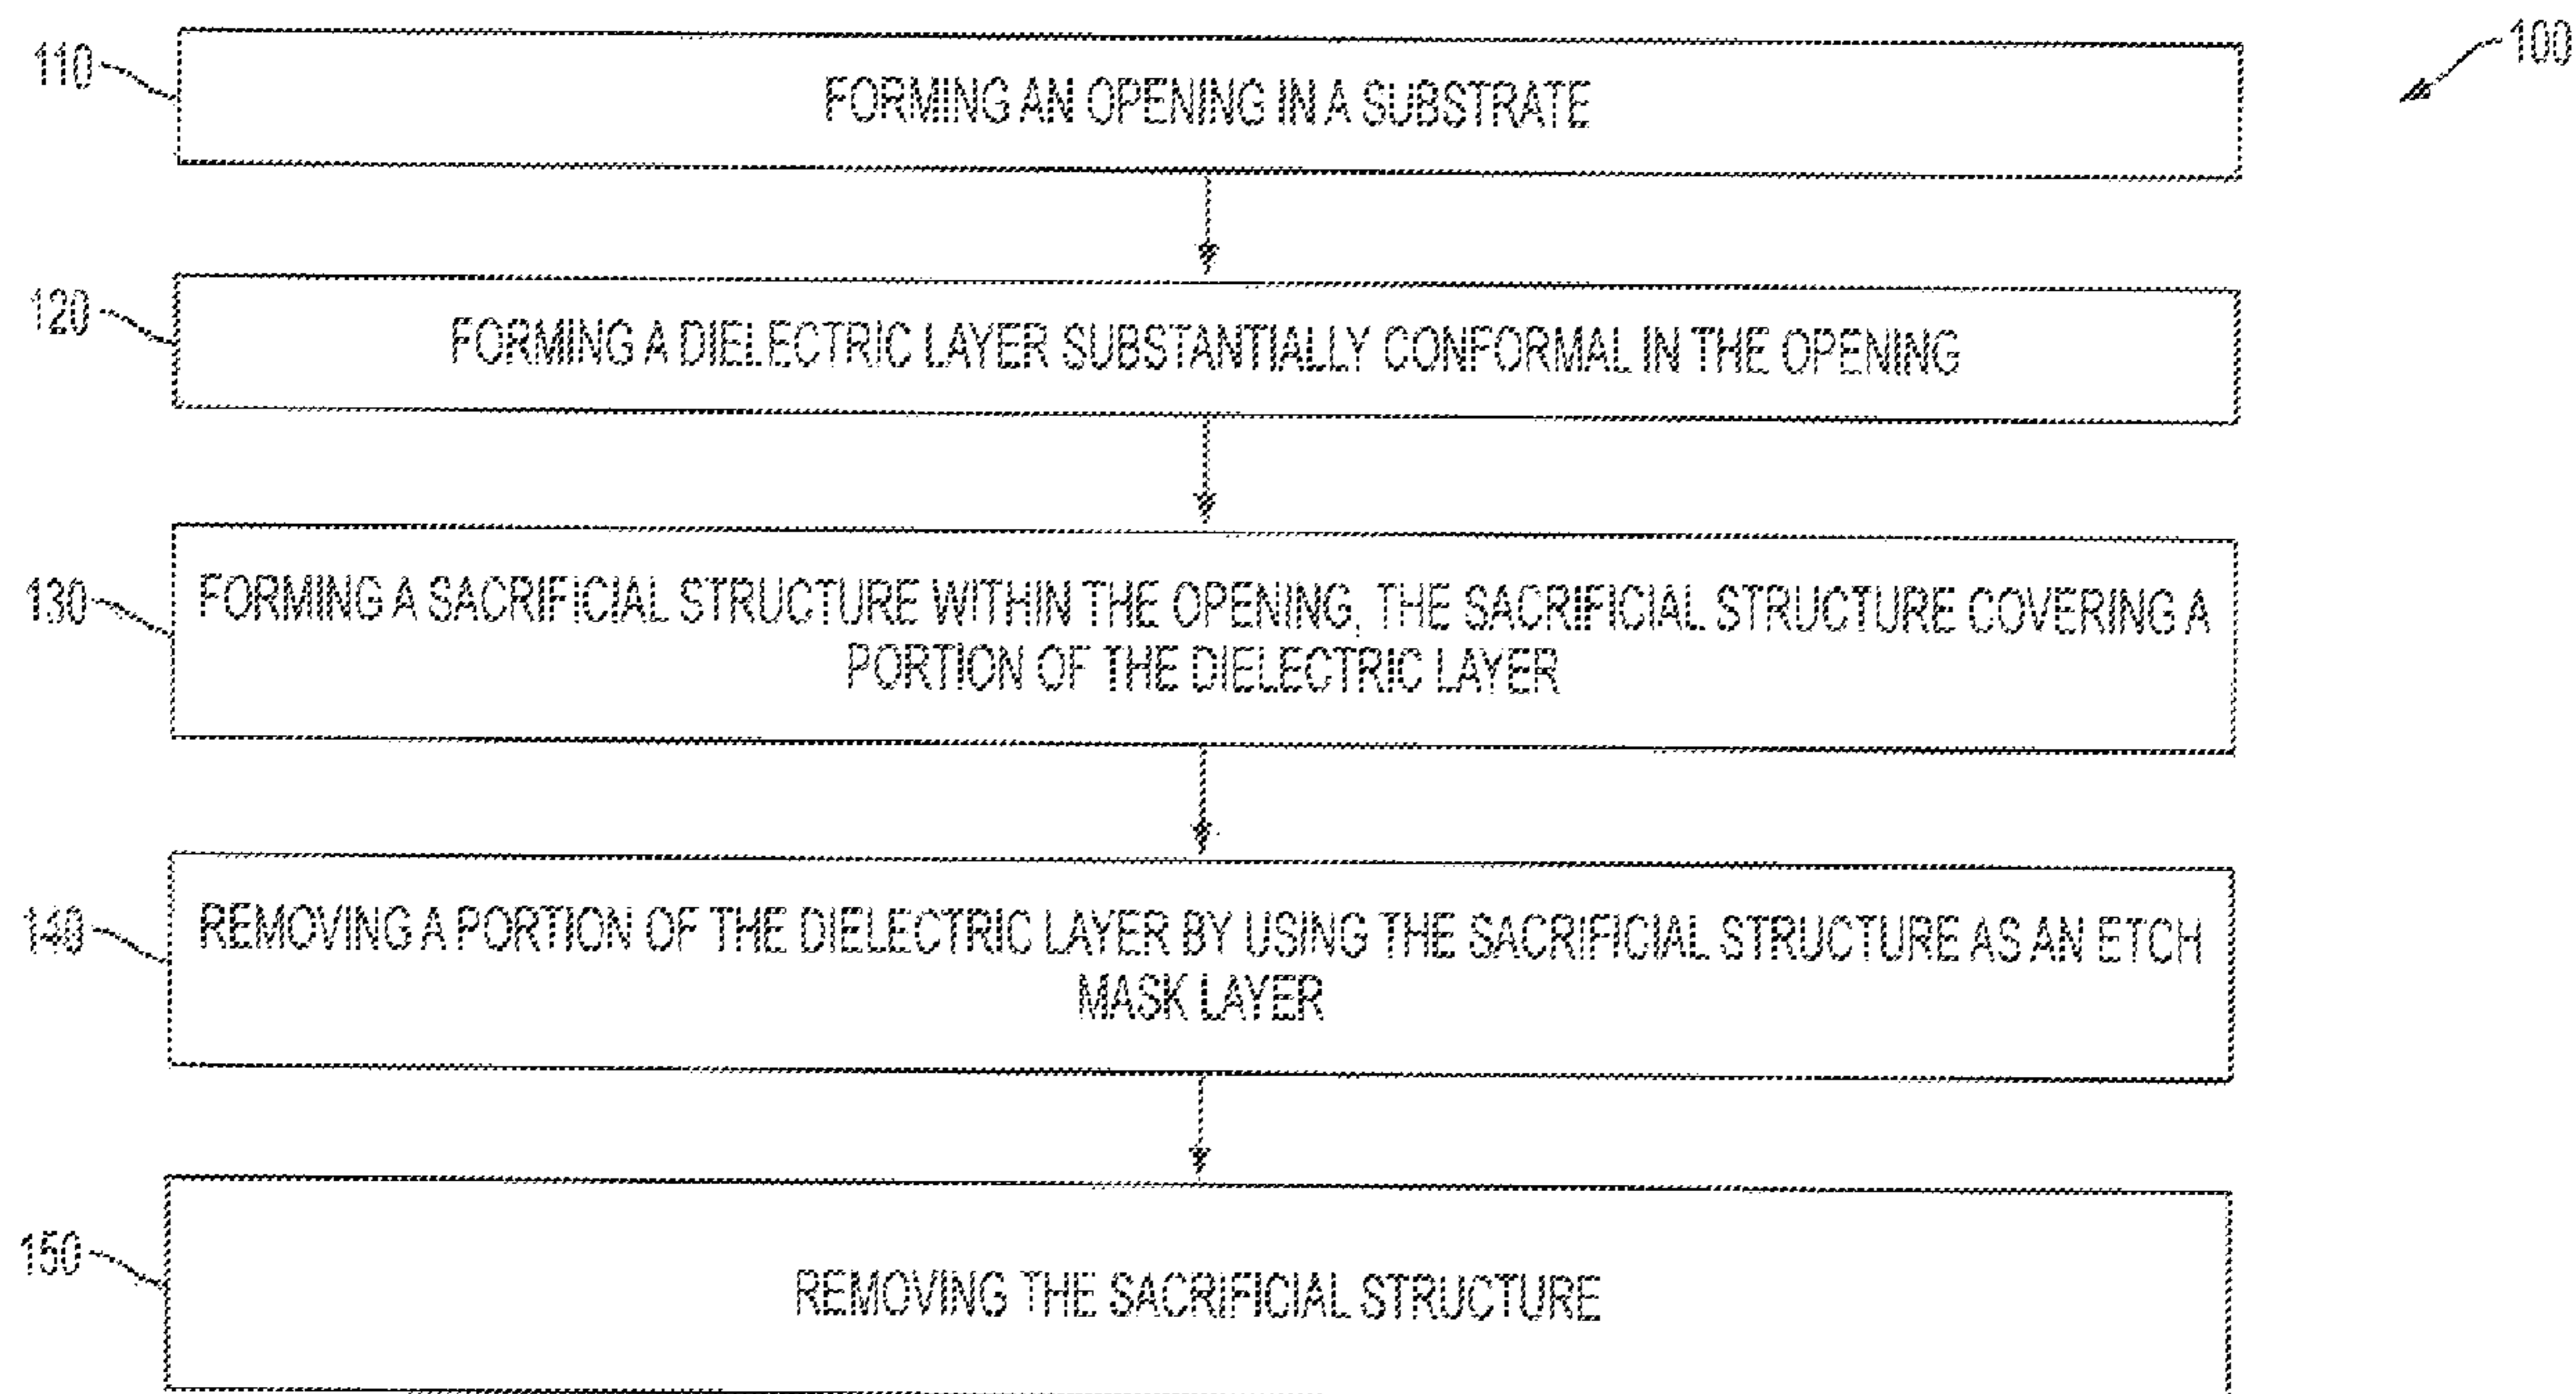 100
110
FORMING AN OPENING IN A SUBSTRATE
120
FORMING A DIELECTRIC LAYER SUBSTANTIALLY CONFORMAL IN THE OPENING
130
FORMING A SACRIFICIAL STRUCTURE WITHIN THE OPENING, THE SACRIFICIAL STRUCTURE COVERING A
PORTION OF THE DIELECTRIC LAYER
140
REMOVING A PORTION OF THE DIELECTRIC LAYER BY USING THE SACRIFICIAL STRUCTURE AS AN ETCH
MASK LAYER
150
REMOVING THE SACRIFICIAL STRUCTURE